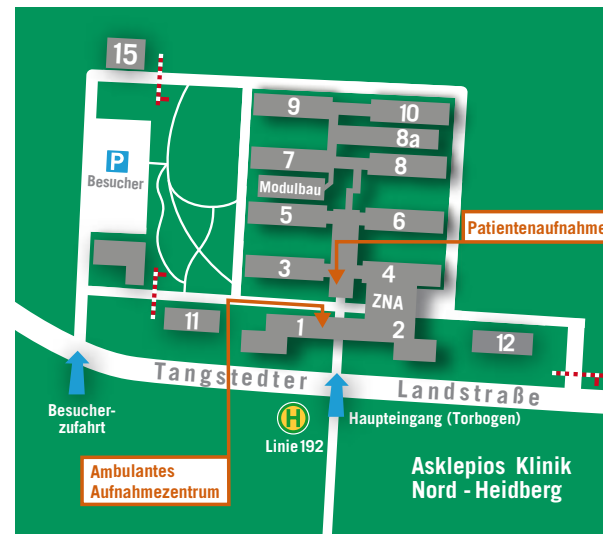 15
9
10
8a
P
Besucher
7
8
Modulbau
5
6
Patientenaufnahme
3
4
ZNA
11
1
2
12
Tangstedter Landstraße
Besucher-
zufahrt
H
Linie 192
Haupteingang (Torbogen)
Ambulantes
Aufnahmezentrum
Asklepios Klinik
Nord - Heidberg